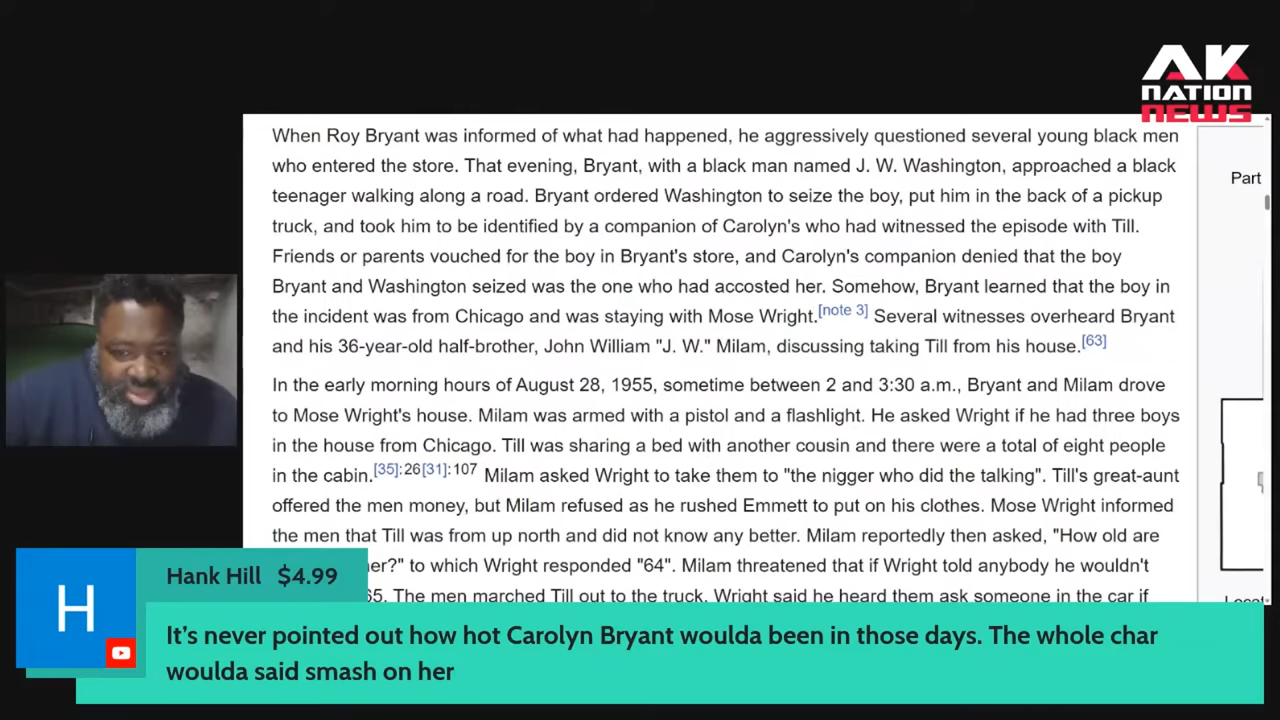 AK
NATION
NEWS
When Roy Bryant was informed of what had happened, he aggressively questioned several young black men
who entered the store. That evening, Bryant, with a black man named J. W. Washington, approached a black
teenager walking along a road. Bryant ordered Washington to seize the boy, put him in the back of a pickup
truck, and took him to be identified by a companion of Carolyn's who had witnessed the episode with Till.
Friends or parents vouched for the boy in Bryant's store, and Carolyn's companion denied that the boy
Bryant and Washington seized was the one who had accosted her. Somehow, Bryant learned that the boy in
the incident was from Chicago and was staying with Mose Wright.[note 3] Several witnesses overheard Bryant
and his 36-year-old half-brother, John William "J. W." Milam, discussing taking Till from his house.[63]
In the early morning hours of August 28, 1955, sometime between 2 and 3:30 a.m., Bryant and Milam drove
to Mose Wright's house. Milam was armed with a pistol and a flashlight. He asked Wright if he had three boys
in the house from Chicago. Till was sharing a bed with another cousin and there were a total of eight people
in the cabin.[35]:26[31]:107 Milam asked Wright to take them to "the nigger who did the talking". Till's great-aunt
offered the men money, but Milam refused as he rushed Emmett to put on his clothes. Mose Wright informed
the men that Till was from up north and did not know any better. Milam reportedly then asked, "How old are
her?" to which Wright responded "64". Milam threatened that if Wright told anybody he wouldn't
65. The men marched Till out to the truck. Wright said he heard them ask someone in the car if
Part
Hank Hill $4.99
H
It's never pointed out how hot Carolyn Bryant woulda been in those days. The whole char
woulda said smash on her